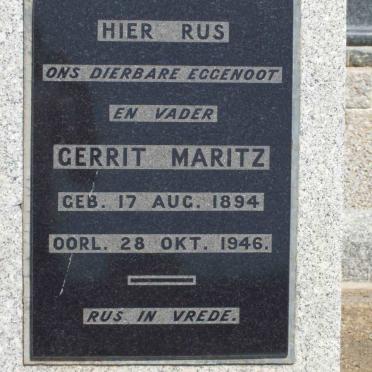 HIER RUS
ONS DIERBARE EGGENOOT
EN VADER
GERRIT MARITZ
GEB. 17 AUG. 1894
OORL. 28 OKT. 1946.
RUS IN VREDE.